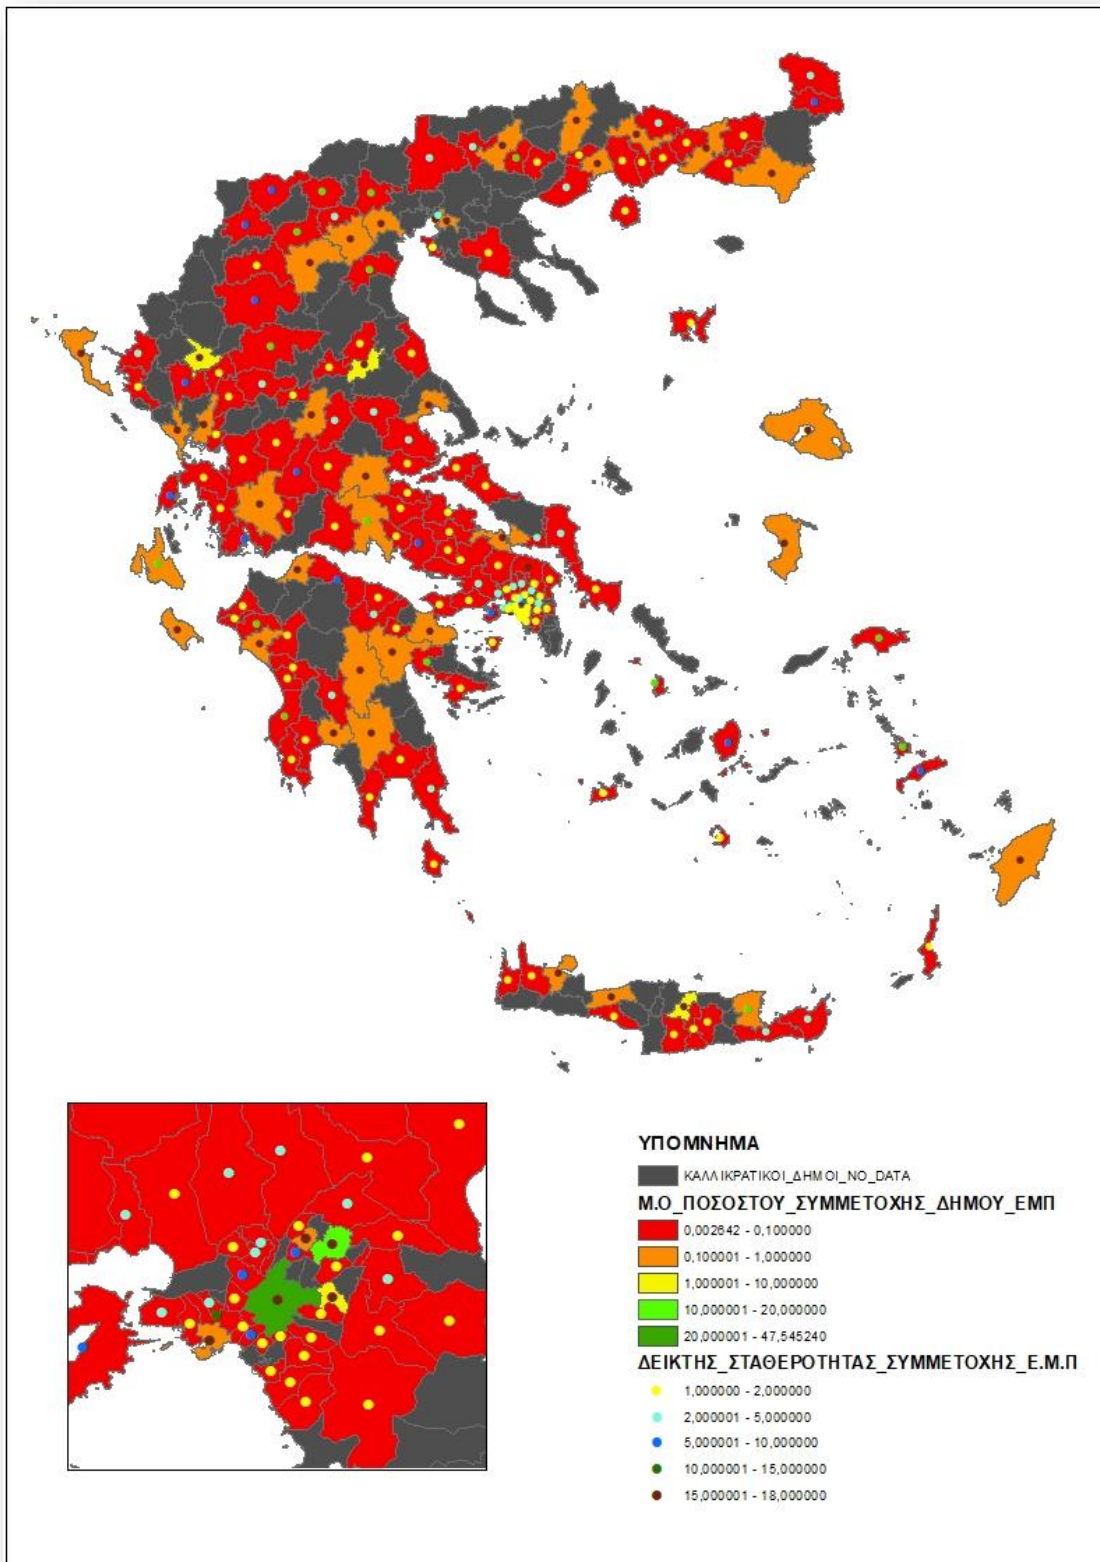 ΥΠΟΜΝΗΜΑ
ΚΑΛΛΙΚΡΑΤΙΚΟΙ_ΔΗΜΟΙ_NO_DATA
Μ.Ο_ΠΟΣΟΣΤΟΥ_ΣΥΜΜΕΤΟΧΗΣ_ΔΗΜΟΥ_ΕΜΠ
0,002642 - 0,100000
0,100001 - 1,000000
1,000001 - 10,000000
10,000001 - 20,000000
20,000001 - 47,545240
ΔΕΙΚΤΗΣ_ΣΤΑΘΕΡΟΤΗΤΑΣ_ΣΥΜΜΕΤΟΧΗΣ_Ε.Μ.Π
1,000000 - 2,000000
2,000001 - 5,000000
5,000001 - 10,000000
10,000001 - 15,000000
15,000001 - 18,000000